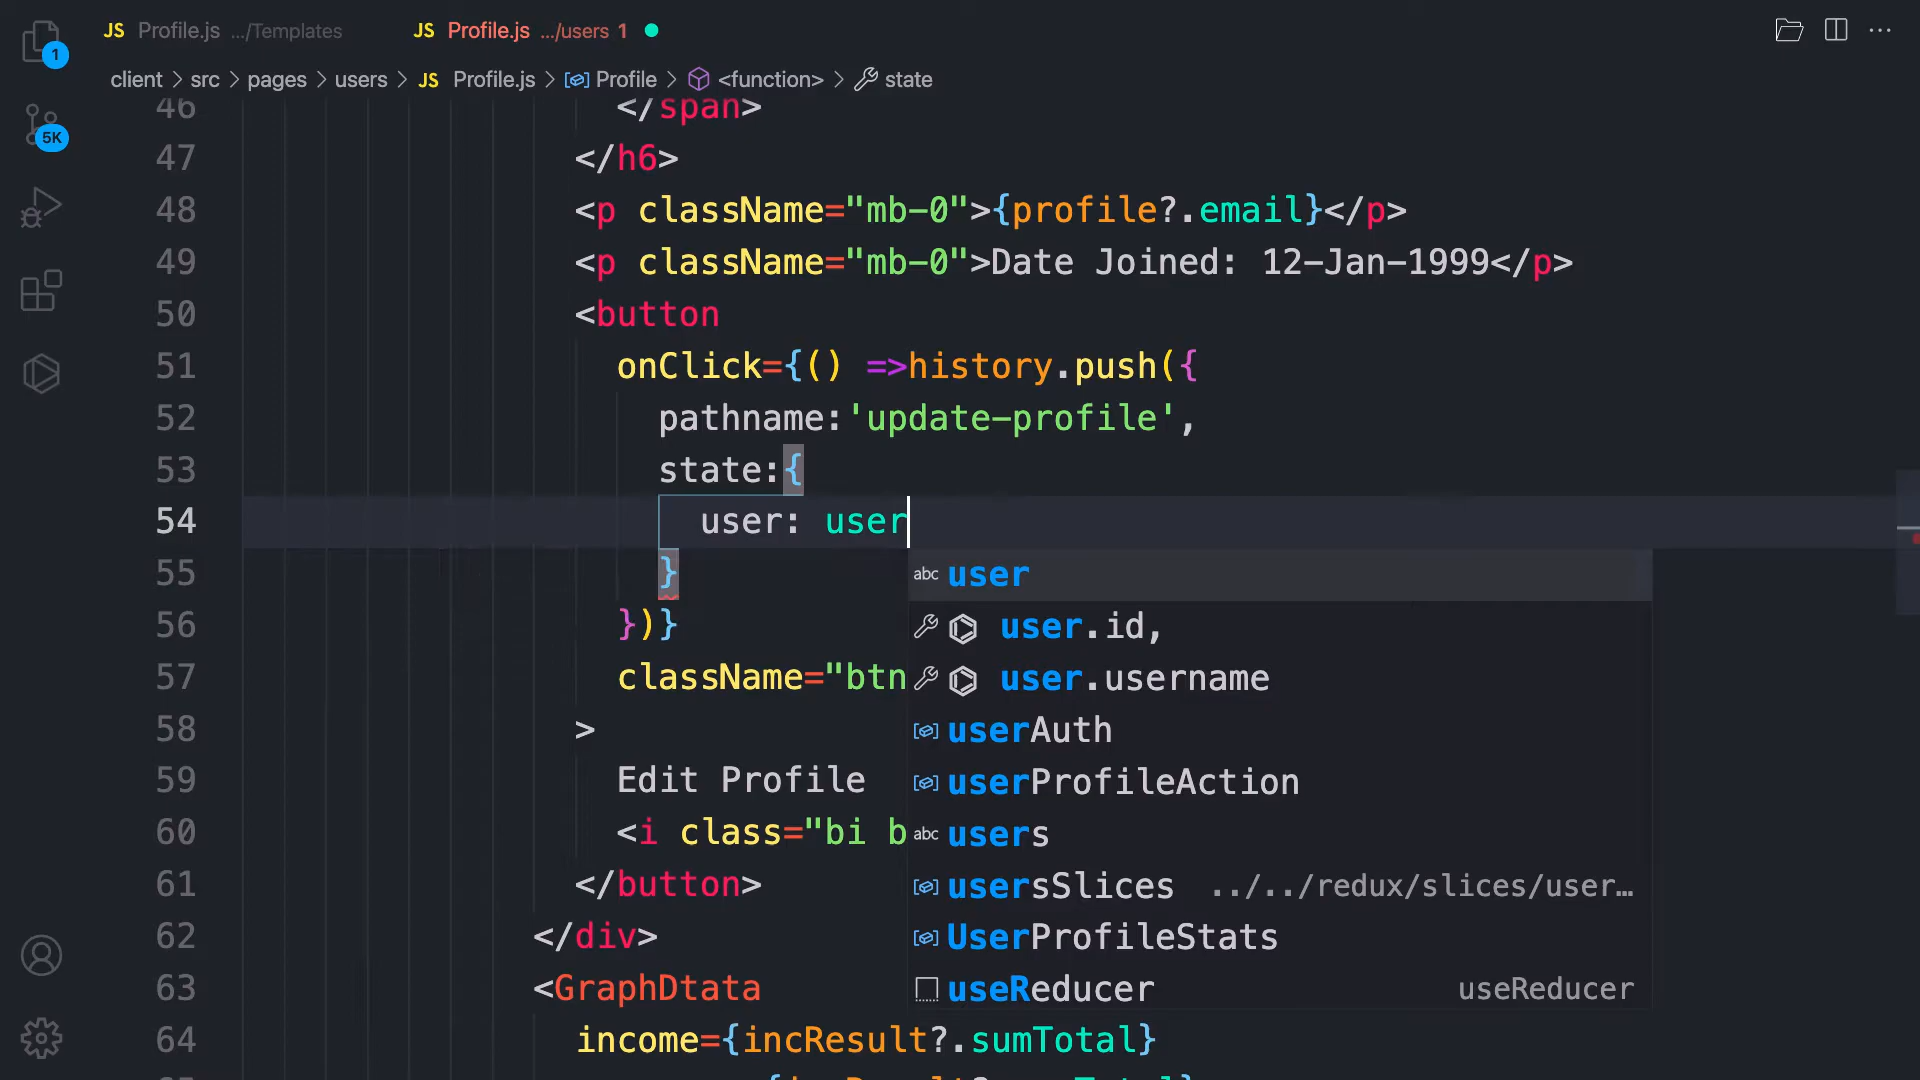 JS Profile.js .../Templates
JS Profile.js .../users 1
1
client > src > pages > users > JS Profile.js > Profile > <function> > state
5K
46 </span>
47 </h6>
48 <p className="mb-0">{profile?.email}</p>
49 <p className="mb-0">Date Joined: 12-Jan-1999</p>
50 <button
51 onClick={() =>history.push({
52 pathname:'update-profile',
53 state:{
54 user: user
55 }
56 })}
57 className="btn
58 >
59 Edit Profile
60 <i class="bi b
61 </button>
62 </div>
63 <GraphDtata
64 income={incResult?.sumTotal}
abc user
user.id,
user.username
userAuth
userProfileAction
abc users
usersSlices ../../redux/slices/user…
UserProfileStats
useReducer useReducer